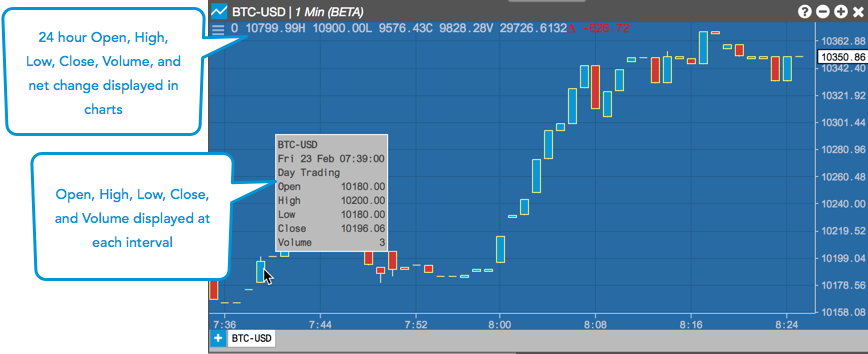 24 hour Open, High,
Low, Close, Volume, and
net change displayed in
charts
Open, High, Low, Close,
and Volume displayed at
each interval
BTC-USD | 1 Min (BETA)
O 10799.99H 10900.00L 9576.43C 9828.28V 29726.6132Δ -825.72
BTC-USD
Fri 23 Feb 07:39:00
Day Trading
Open 10180.00
High 10200.00
Low 10180.00
Close 10196.06
Volume 3
10362.88
10350.86
10342.40
10321.92
10301.44
10280.96
10260.48
10240.00
10219.52
10199.04
10178.56
10158.08
7:36 7:44 7:52 8:00 8:08 8:16 8:24
+ BTC-USD